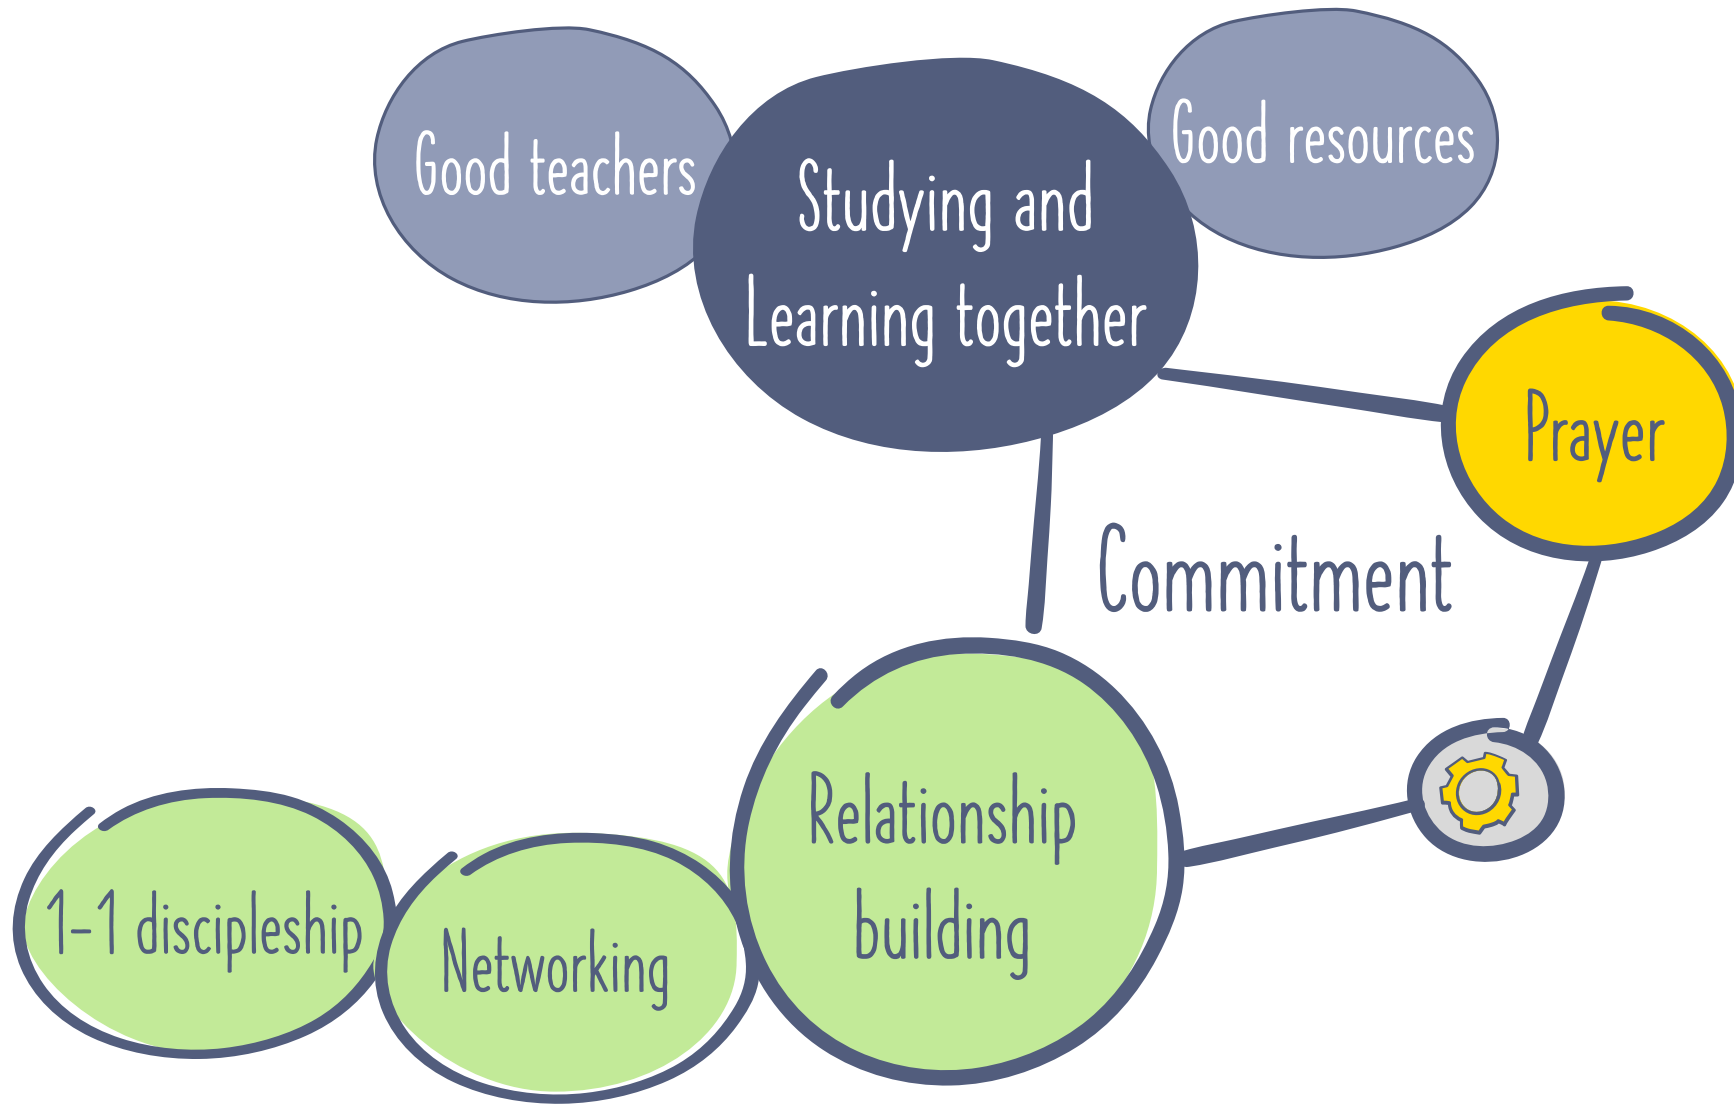 Good teachers
Good resources
Studying and
Learning together
Prayer
Commitment
Relationship
building
1-1 discipleship
Networking